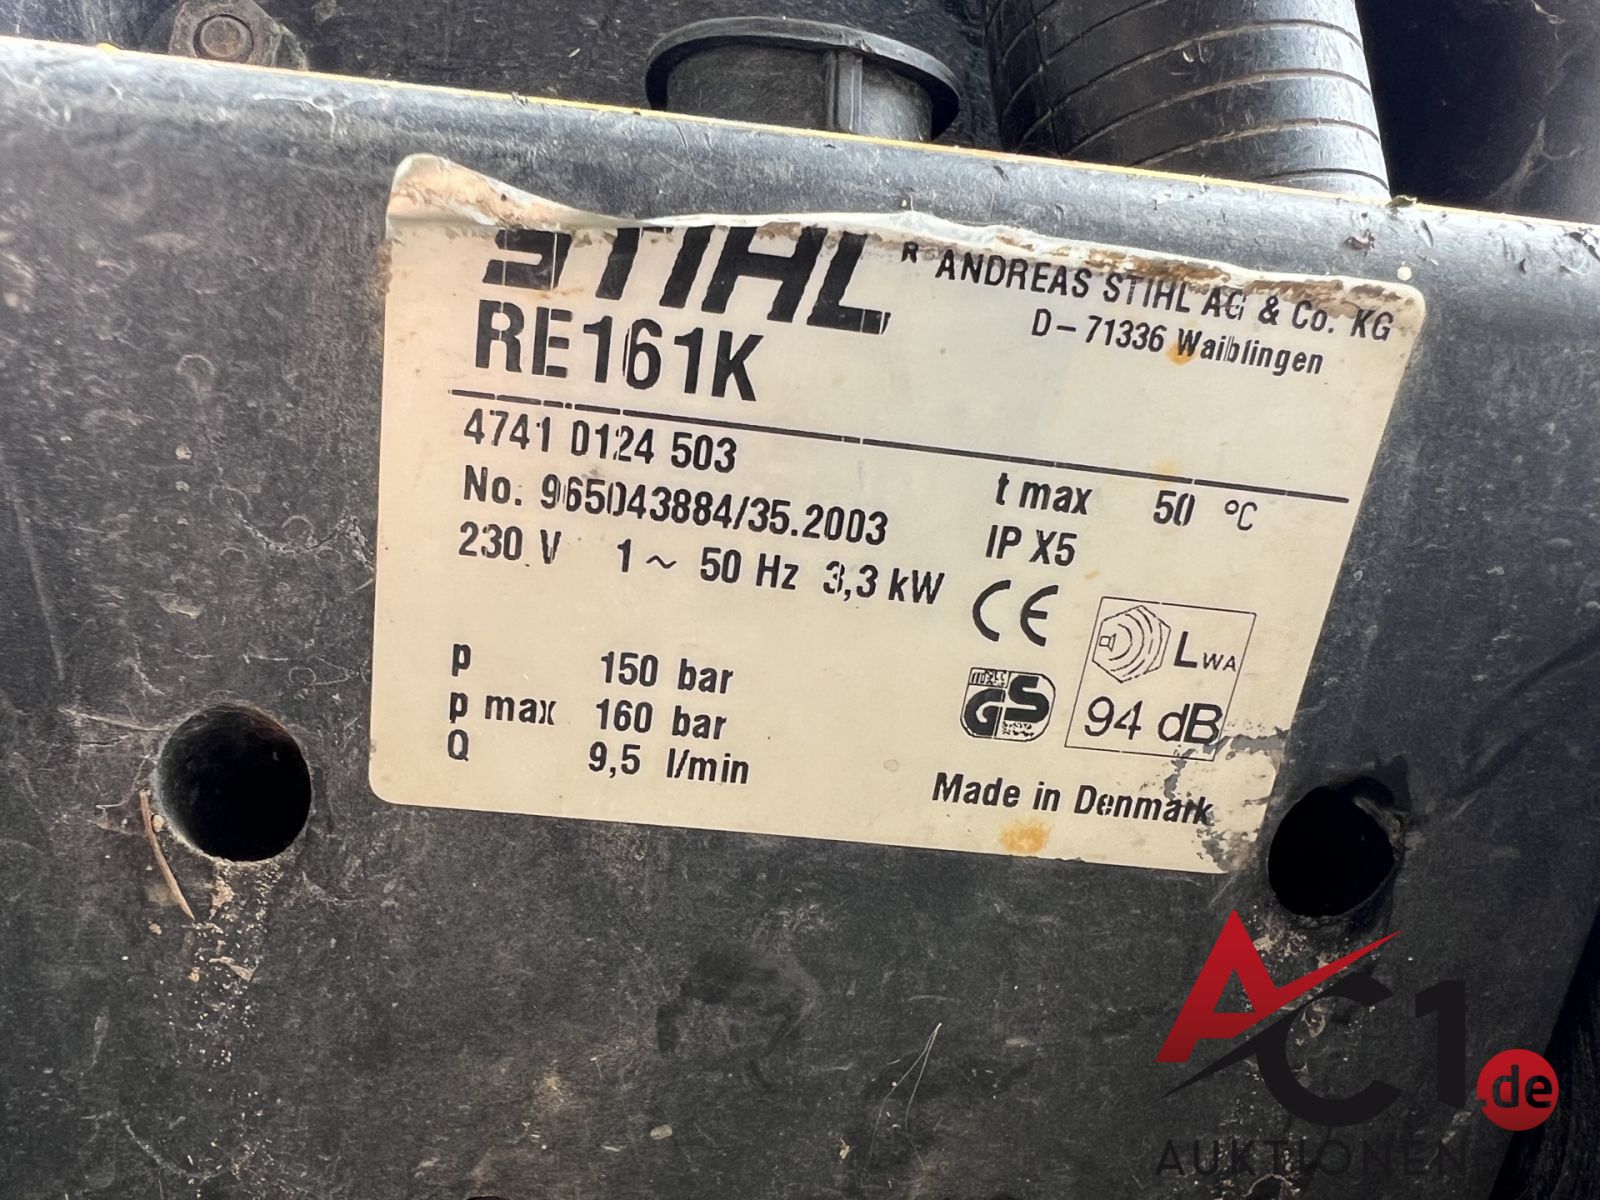 STIHL R ANDREAS STIHL AG & Co. KG
D-71336 Waiblingen
RE161K
4741 0124 503
No. 965043884/35.2003
230 V 1~ 50 Hz 3,3 kW
t max 50 °C
IP X5
CE
p 150 bar
p max 160 bar
Q 9,5 l/min
GS
LWA
94 dB
Made in Denmark
AC1.de
AUKTIONEN